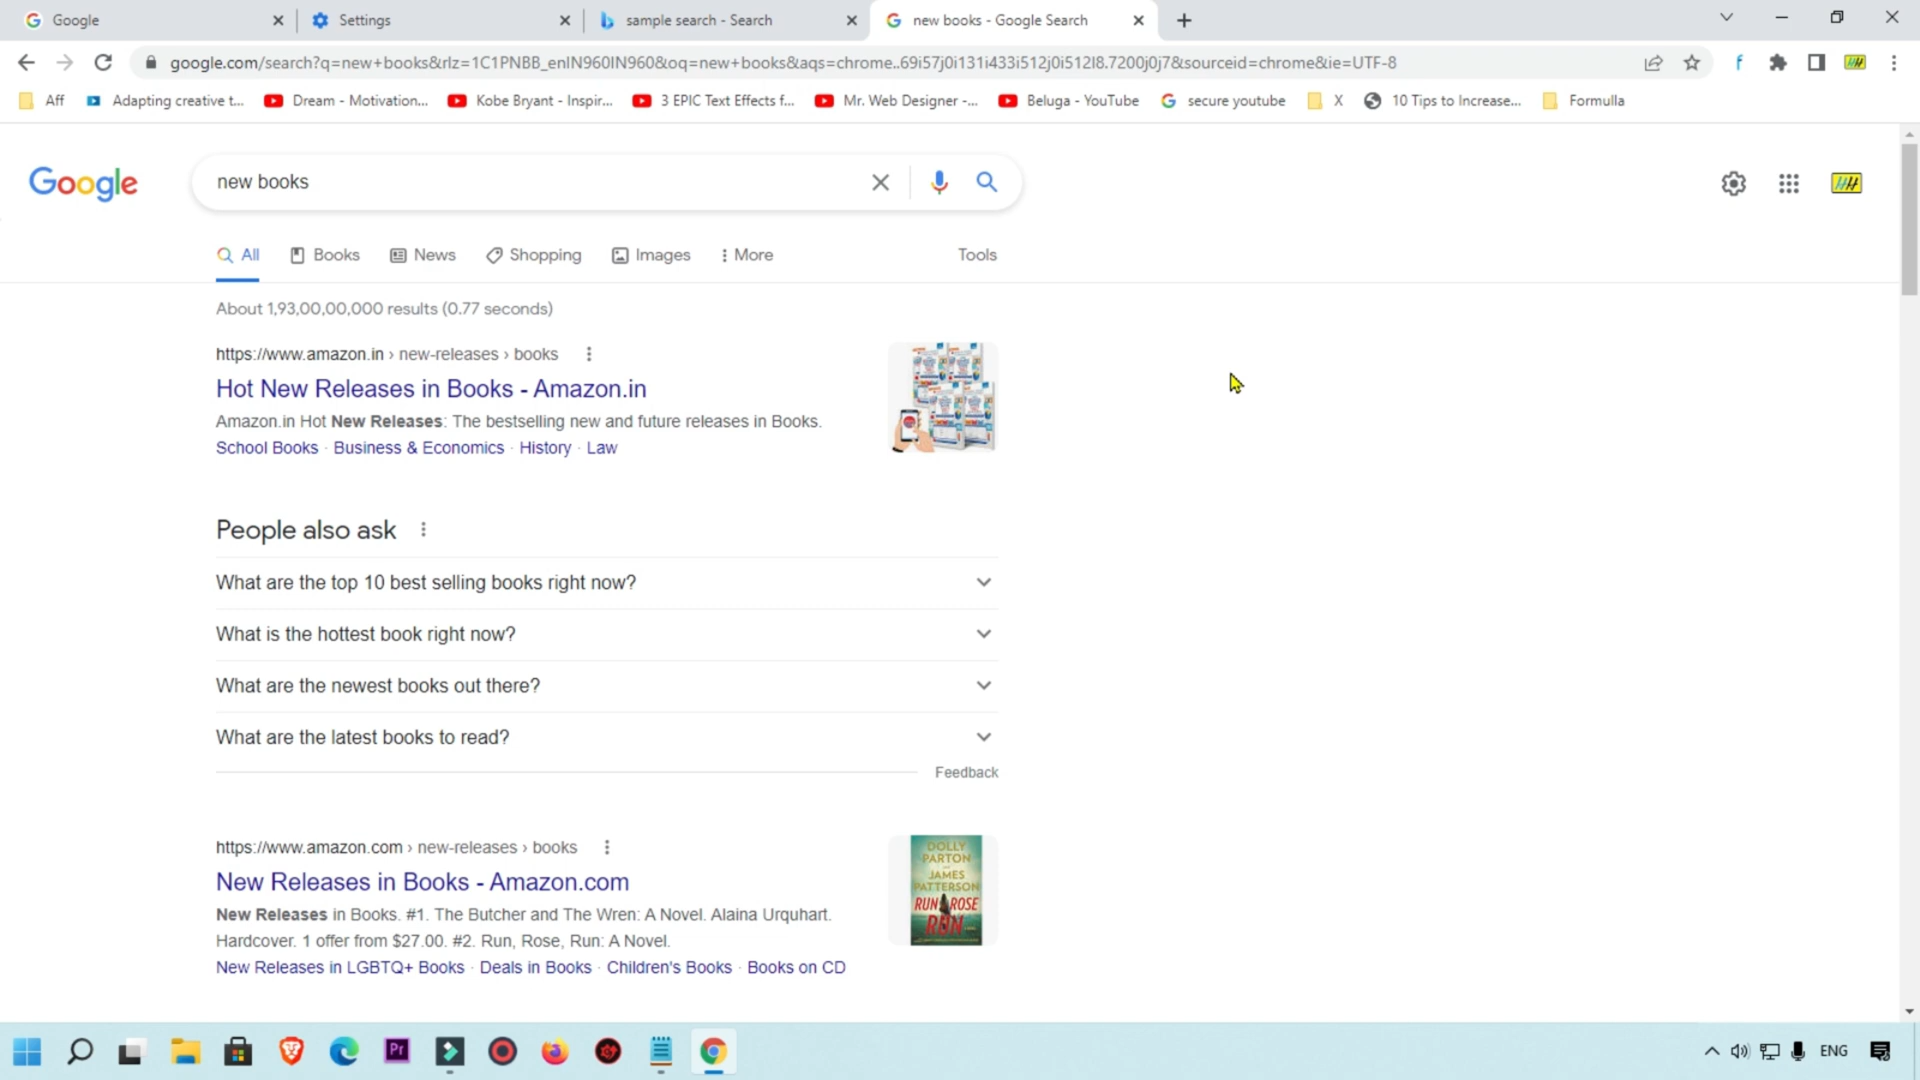 Google
Settings
sample search - Search
new books - Google Search
google.com/search?q=new+books&rlz=1C1PNBB_enIN960IN960&oq=new+books&aqs=chrome..69i57j0i131i433i512j0i512l8.7200j0j7&sourceid=chrome&ie=UTF-8
Aff
Adapting creative t...
Dream - Motivation...
Kobe Bryant - Inspir...
3 EPIC Text Effects f...
Mr. Web Designer -...
Beluga - YouTube
secure youtube
X
10 Tips to Increase...
Formulla
Google
new books
All
Books
News
Shopping
Images
More
Tools
About 1,93,00,00,000 results (0.77 seconds)
https://www.amazon.in › new-releases › books
Hot New Releases in Books - Amazon.in
Amazon.in Hot New Releases: The bestselling new and future releases in Books.
School Books · Business & Economics · History · Law
People also ask
What are the top 10 best selling books right now?
What is the hottest book right now?
What are the newest books out there?
What are the latest books to read?
Feedback
https://www.amazon.com › new-releases › books
New Releases in Books - Amazon.com
New Releases in Books. #1. The Butcher and The Wren: A Novel. Alaina Urquhart.
Hardcover. 1 offer from $27.00. #2. Run, Rose, Run: A Novel.
New Releases in LGBTQ+ Books · Deals in Books · Children's Books · Books on CD
DOLLY
PARTON
JAMES
PATTERSON
RUN ROSE
RUN
Pr
ENG